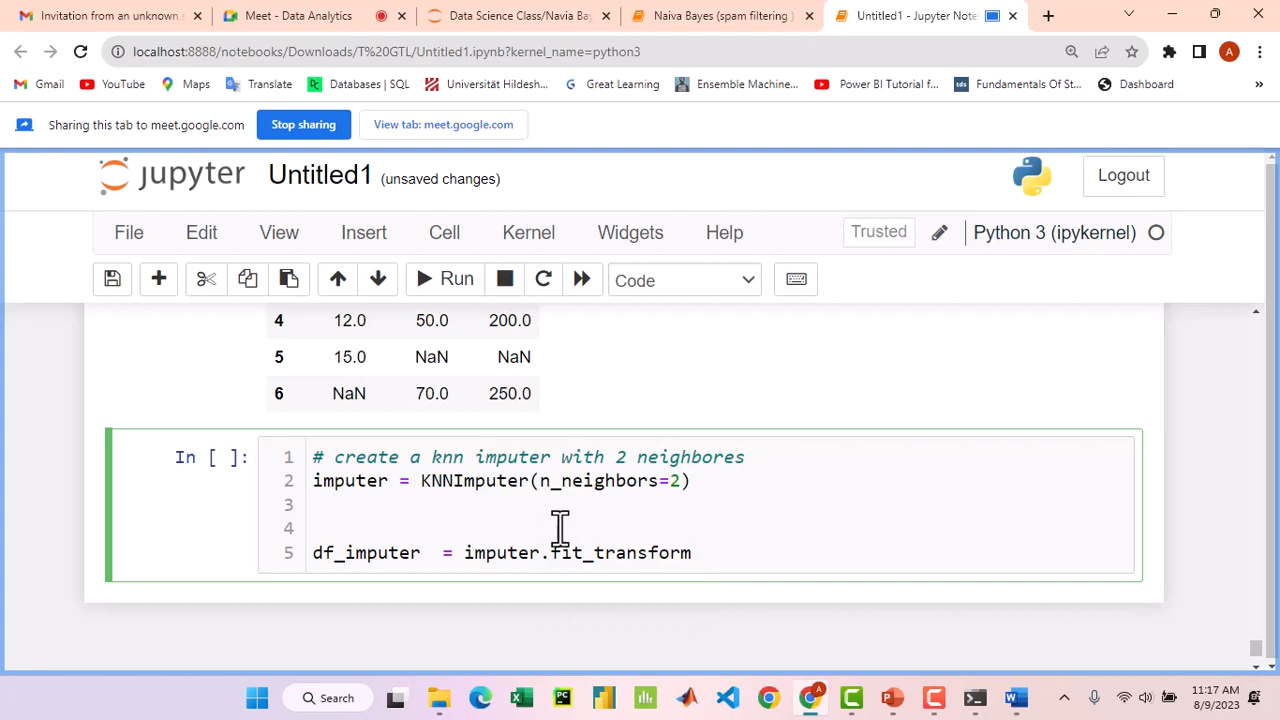 Invitation from an unknown s
Meet - Data Analytics
Data Science Class/Navia Bay
Naiva Bayes (spam filtering )
Untitled1 - Jupyter Note
localhost:8888/notebooks/Downloads/T%20GTL/Untitled1.ipynb?kernel_name=python3
A
Gmail
YouTube
Maps
Translate
Databases | SQL
Universität Hildesh...
Great Learning
Ensemble Machine...
Power BI Tutorial f...
Fundamentals Of St...
Dashboard
»
Sharing this tab to meet.google.com
Stop sharing
View tab: meet.google.com
jupyter Untitled1 (unsaved changes)
Logout
File Edit View Insert Cell Kernel Widgets Help
Trusted
Python 3 (ipykernel)
Run
Code
4 12.0 50.0 200.0
5 15.0 NaN NaN
6 NaN 70.0 250.0
In [ ]:
1 # create a knn imputer with 2 neighbores
2 imputer = KNNImputer(n_neighbors=2)
3
4
5 df_imputer  = imputer.fit_transform
Search
11:17 AM
8/9/2023